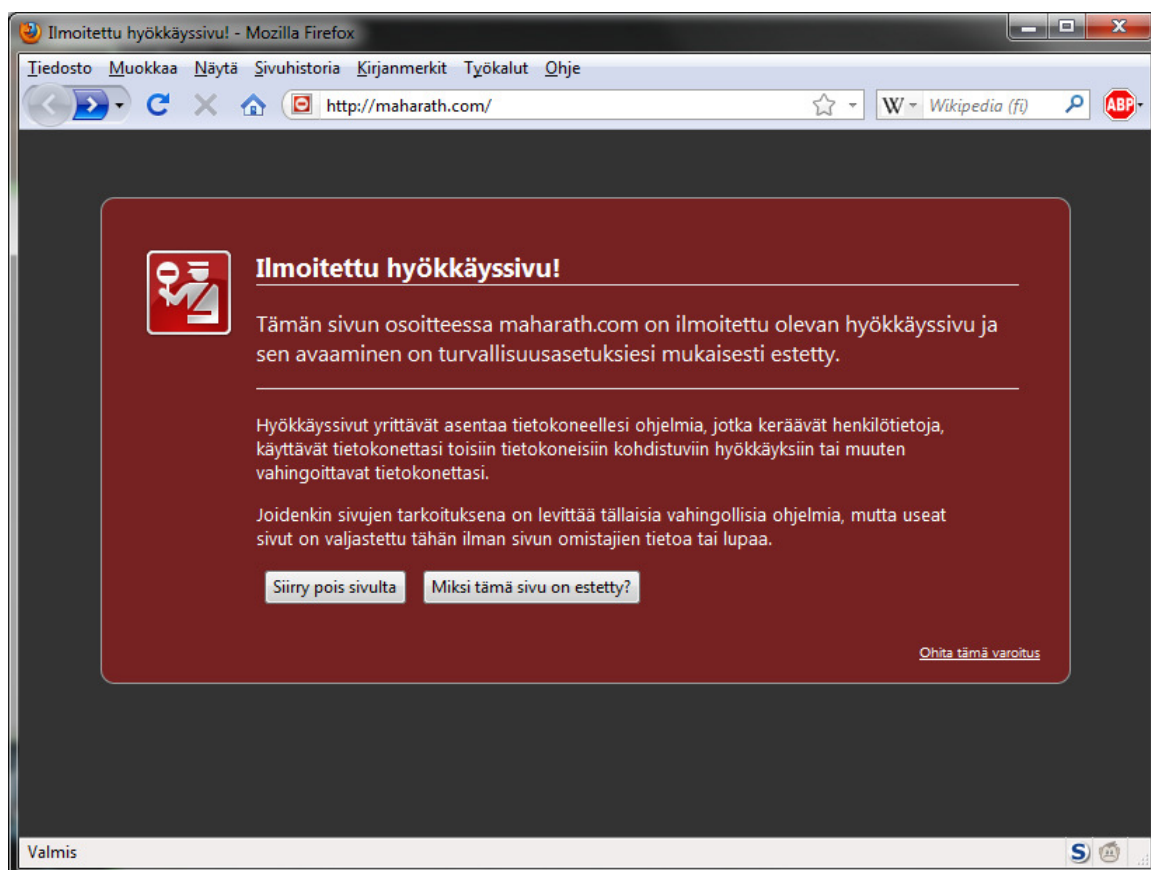 Ilmoitettu hyökkäyssivu! - Mozilla Firefox
Tiedosto Muokkaa Näytä Sivuhistoria Kirjanmerkit Työkalut Ohje
http://maharath.com/ W Wikipedia (fi) ABP
Ilmoitettu hyökkäyssivu!
Tämän sivun osoitteessa maharath.com on ilmoitettu olevan hyökkäyssivu ja
sen avaaminen on turvallisuusasetuksiesi mukaisesti estetty.
Hyökkäyssivut yrittävät asentaa tietokoneellesi ohjelmia, jotka keräävät henkilötietoja,
käyttävät tietokonettasi toisiin tietokoneisiin kohdistuviin hyökkäyksiin tai muuten
vahingoittavat tietokonettasi.
Joidenkin sivujen tarkoituksena on levittää tällaisia vahingollisia ohjelmia, mutta useat
sivut on valjastettu tähän ilman sivun omistajien tietoa tai lupaa.
Siirry pois sivulta Miksi tämä sivu on estetty?
Ohita tämä varoitus
Valmis S